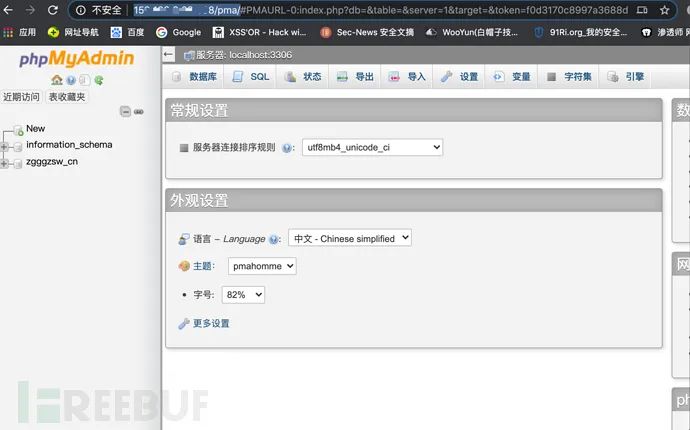 不安全
8/pma/#PMAURL-0:index.php?db=&table=&server=1&target=&token=f0d3170c8997a3688d
应用 网址导航 百度 Google XSS'OR - Hack wi... Sec-News 安全文摘 WooYun(白帽子技... 91Ri.org_我的安全... 渗透师
phpMyAdmin
近期访问 表收藏夹
New
information_schema
zgggzsw_cn
服务器: localhost:3306
数据库 SQL 状态 导出 导入 设置 变量 字符集 引擎
常规设置
服务器连接排序规则 : utf8mb4_unicode_ci
外观设置
语言 – Language : 中文 - Chinese simplified
主题: pmahomme
字号: 82%
更多设置
数
网
ph
FREEBUF